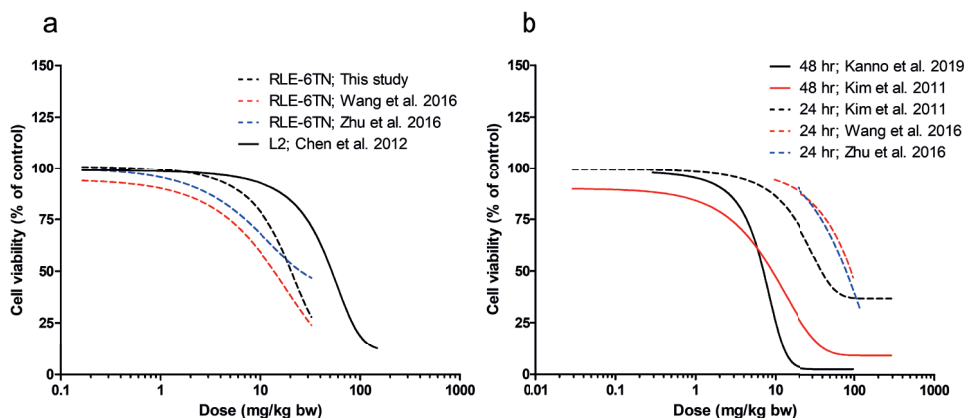 a
150
125
100
75
50
25
0
0.1
1
10
100
1000
Cell viability (% of control)
Dose (mg/kg bw)
RLE-6TN; This study
RLE-6TN; Wang et al. 2016
RLE-6TN; Zhu et al. 2016
L2; Chen et al. 2012
b
150
125
100
75
50
25
0
0.01
0.1
1
10
100
1000
Cell viability (% of control)
Dose (mg/kg bw)
48 hr; Kanno et al. 2019
48 hr; Kim et al. 2011
24 hr; Kim et al. 2011
24 hr; Wang et al. 2016
24 hr; Zhu et al. 2016